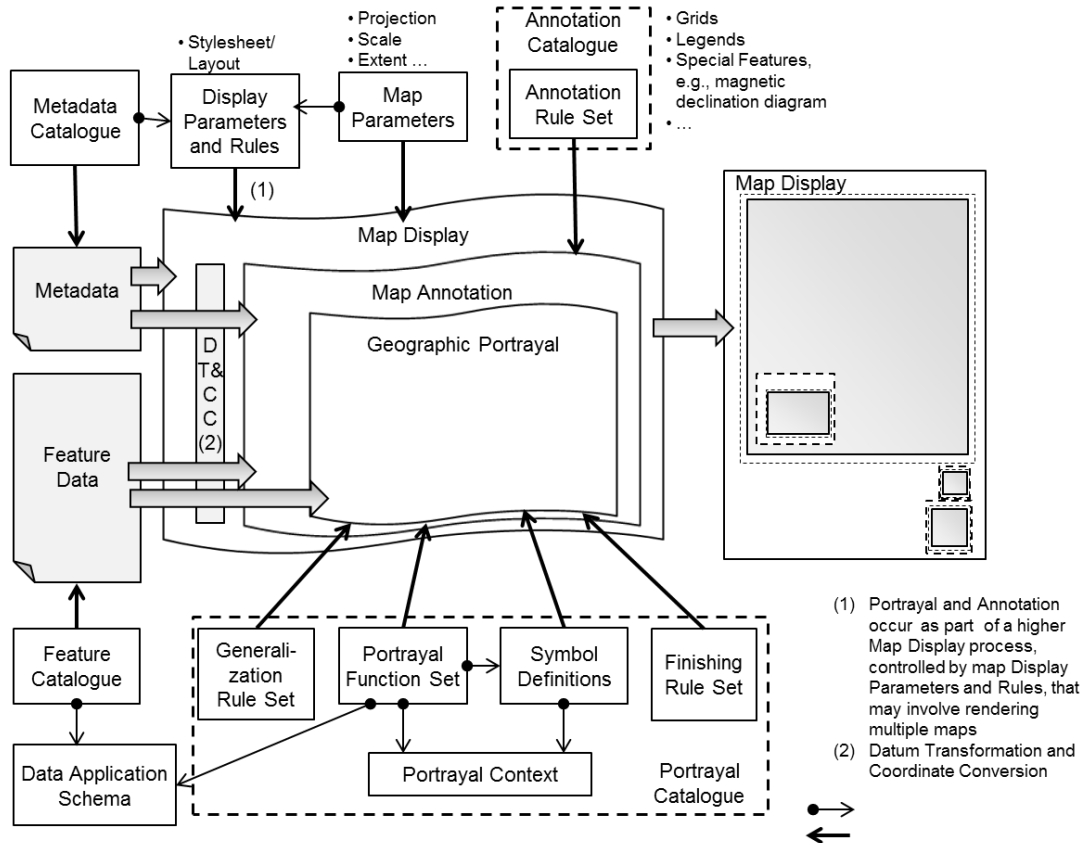 • Stylesheet/
Layout
• Projection
• Scale
• Extent …
Annotation
Catalogue
• Grids
• Legends
• Special Features,
e.g., magnetic
declination diagram
• …
Metadata
Catalogue
Display
Parameters
and Rules
Map
Parameters
Annotation
Rule Set
(1)
Map Display
Map Display
Metadata
Map Annotation
Geographic Portrayal
D
T&
C
C
(2)
Feature
Data
Feature
Catalogue
Generali-
zation
Rule Set
Portrayal
Function Set
Symbol
Definitions
Finishing
Rule Set
Data Application
Schema
Portrayal Context
Portrayal
Catalogue
(1) Portrayal and Annotation
occur as part of a higher
Map Display process,
controlled by map Display
Parameters and Rules, that
may involve rendering
multiple maps
(2) Datum Transformation and
Coordinate Conversion